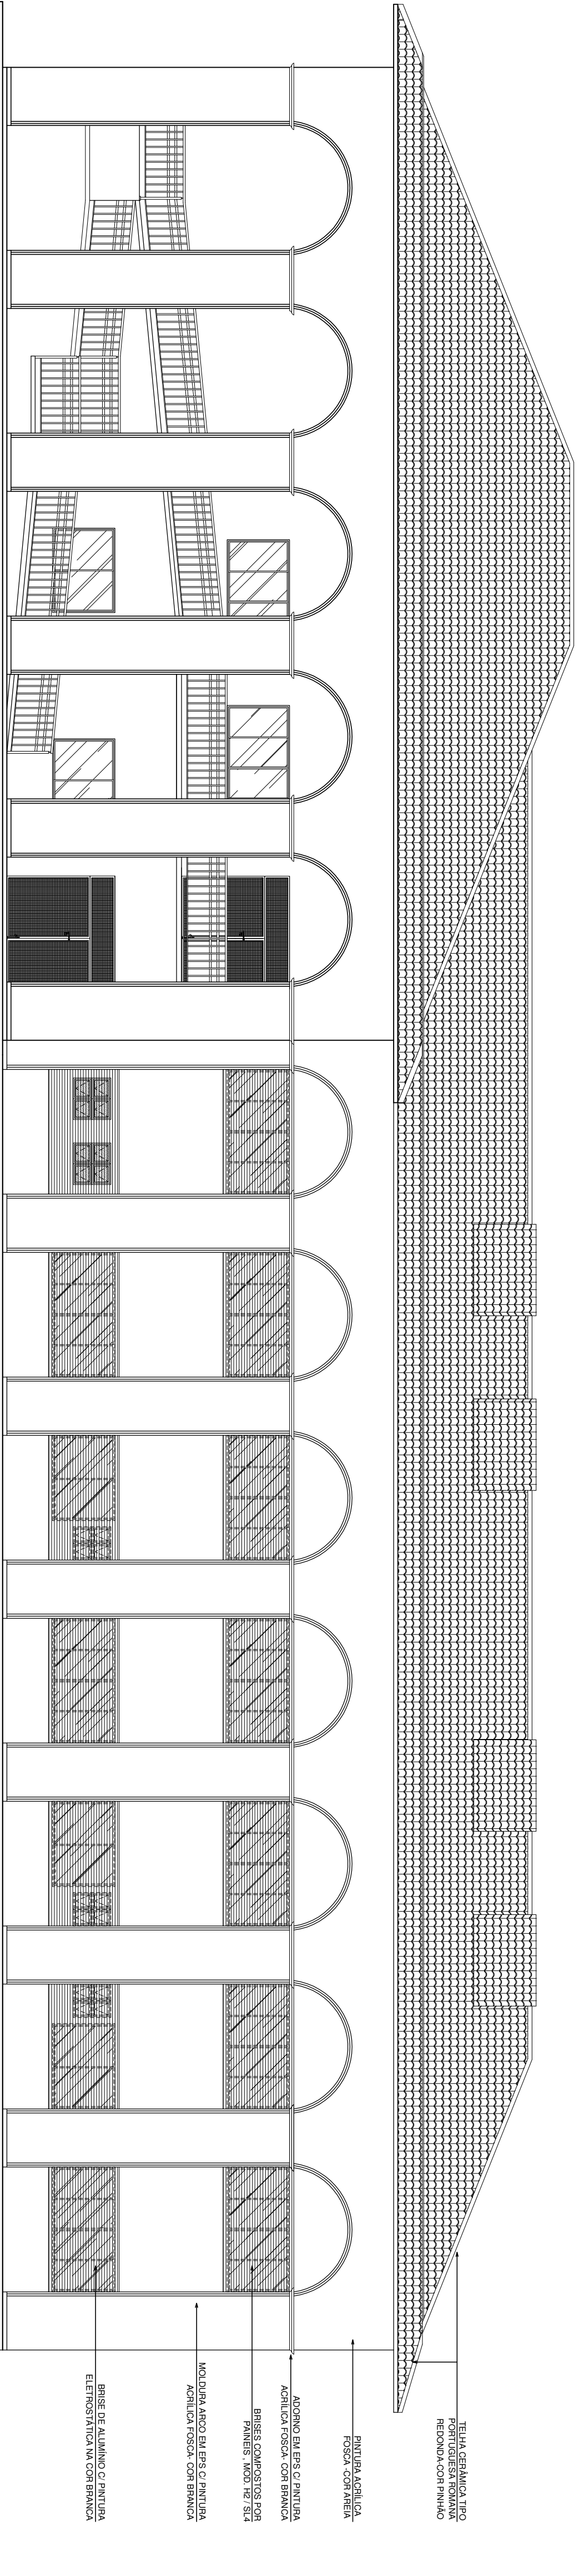 TELHA CERÂMICA TIPO
PORTUGUESA ROMANA
REDONDA-COR PINHÃO
PINTURA ACRÍLICA
FOSCA -COR AREIA
ADORNO EM EPS C/ PINTURA
ACRÍLICA FOSCA- COR BRANCA
BRISES COMPOSTOS POR
PAINEIS , MOD. H2 / SL4
MOLDURA ARCO EM EPS C/ PINTURA
ACRÍLICA FOSCA- COR BRANCA
BRISE DE ALUMÍNIO C/ PINTURA
ELETROSTÁTICA NA COR BRANCA